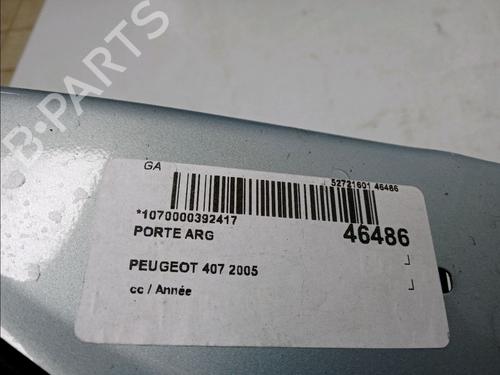 B-PARTS
GA
52721601 46486
*1070000392417
PORTE ARG
46486
PEUGEOT 407 2005
cc / Année